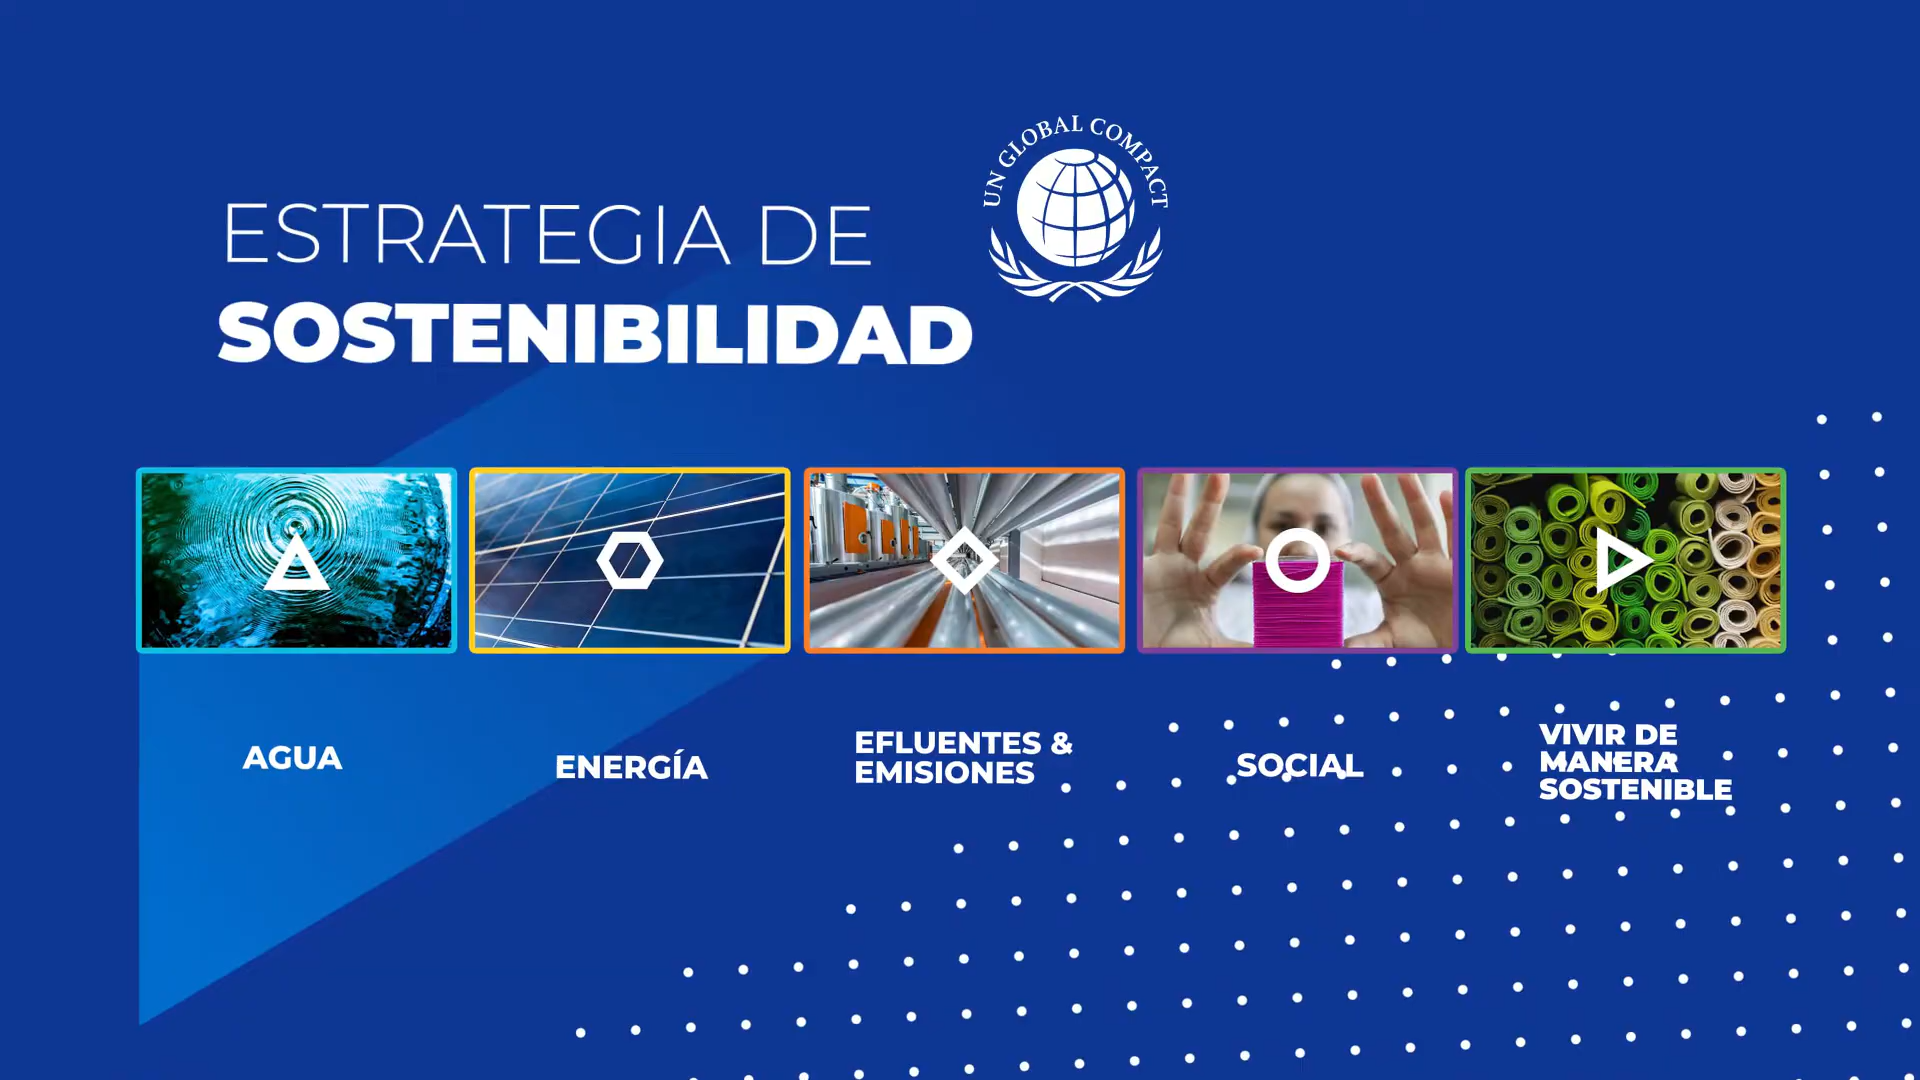 UN GLOBAL COMPACT
ESTRATEGIA DE
SOSTENIBILIDAD
AGUA
ENERGÍA
EFLUENTES &
EMISIONES
SOCIAL
VIVIR DE
MANERA
SOSTENIBLE